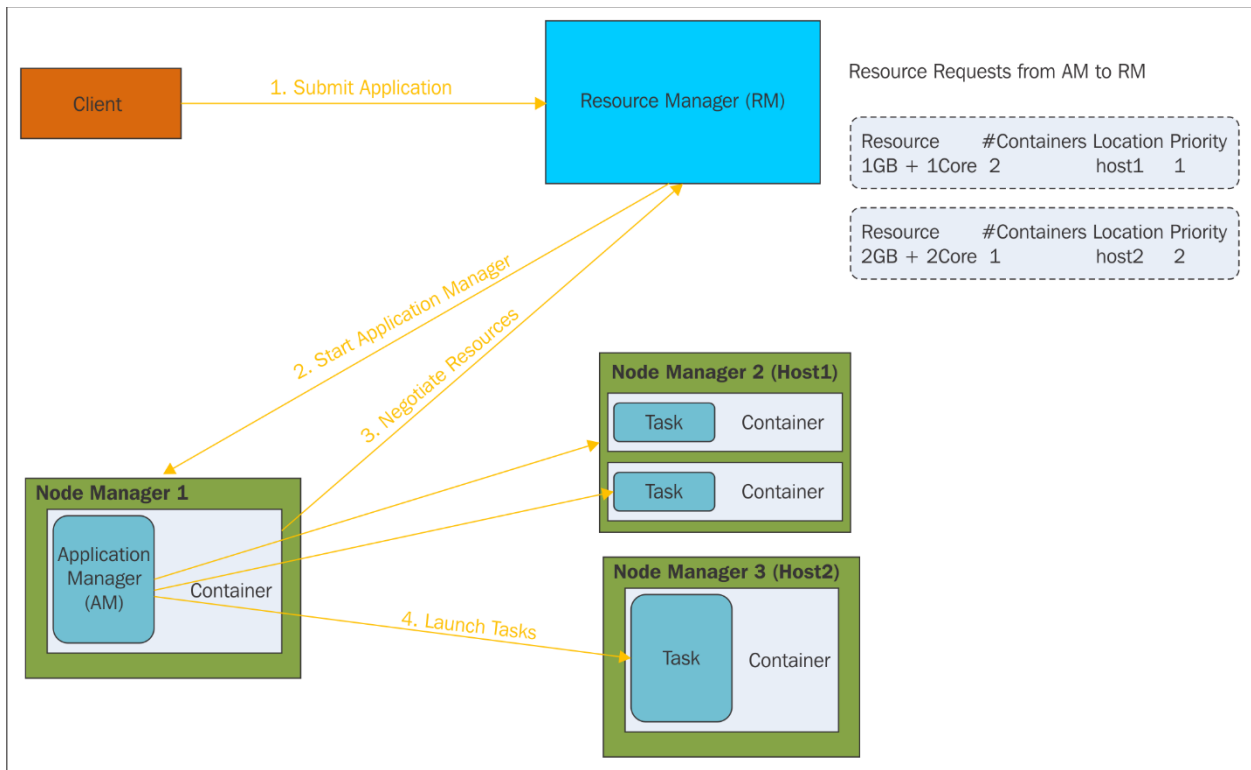 Client
1. Submit Application
Resource Manager (RM)
Resource Requests from AM to RM
Resource #Containers Location Priority
1GB + 1Core 2 host1 1
Resource #Containers Location Priority
2GB + 2Core 1 host2 2
2. Start Application Manager
3. Negotiate Resources
Node Manager 2 (Host1)
Task Container
Task Container
Node Manager 1
Application
Manager
(AM)
Container
4. Launch Tasks
Node Manager 3 (Host2)
Task Container